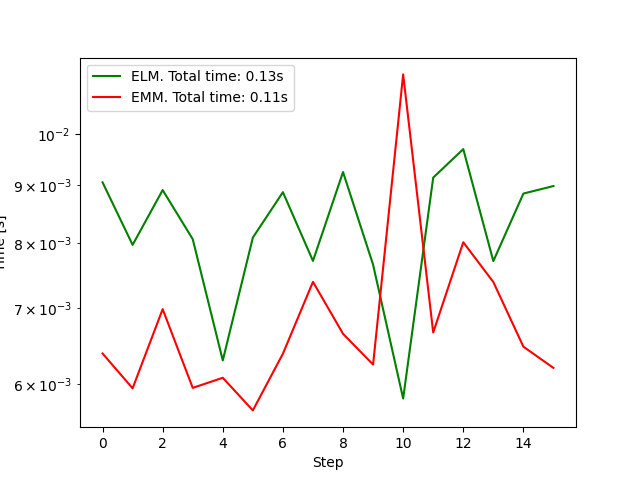 ELM. Total time: 0.13s
EMM. Total time: 0.11s
10⁻²
9 × 10⁻³
8 × 10⁻³
7 × 10⁻³
6 × 10⁻³
0 2 4 6 8 10 12 14
Step